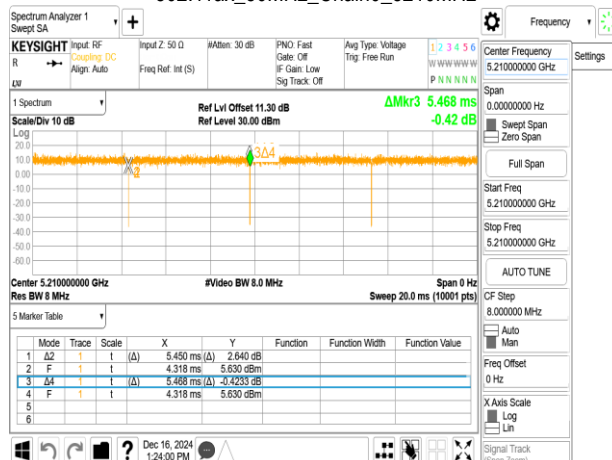 Spectrum Analyzer 1
Swept SA
KEYSIGHT
R
Input: RF
Coupling: DC
Align: Auto
Input Z: 50 Ω
Freq Ref: Int (S)
#Atten: 30 dB
PNO: Fast
Gate: Off
IF Gain: Low
Sig Track: Off
Avg Type: Voltage
Trig: Free Run
1 2 3 4 5 6
W W W W W W
P N N N N N
1 Spectrum
Scale/Div 10 dB
Ref Lvl Offset 11.30 dB
Ref Level 30.00 dBm
ΔMkr3 5.468 ms
-0.42 dB
Log
20.0
10.0
0.00
-10.0
-20.0
-30.0
-40.0
-50.0
-60.0
3Δ4
Center 5.210000000 GHz
Res BW 8 MHz
#Video BW 8.0 MHz
Span 0 Hz
Sweep 20.0 ms (10001 pts)
5 Marker Table
Mode Trace Scale X Y Function Function Width Function Value
1 Δ2 1 t (Δ) 5.450 ms (Δ) 2.640 dB
2 F 1 t 4.318 ms 5.630 dBm
3 Δ4 1 t (Δ) 5.468 ms (Δ) -0.4233 dB
4 F 1 t 4.318 ms 5.630 dBm
5
6
Dec 16, 2024
1:24:00 PM
Frequency
Settings
Center Frequency
5.210000000 GHz
Span
0.00000000 Hz
Swept Span
Zero Span
Full Span
Start Freq
5.210000000 GHz
Stop Freq
5.210000000 GHz
AUTO TUNE
CF Step
8.000000 MHz
Auto
Man
Freq Offset
0 Hz
X Axis Scale
Log
Lin
Signal Track